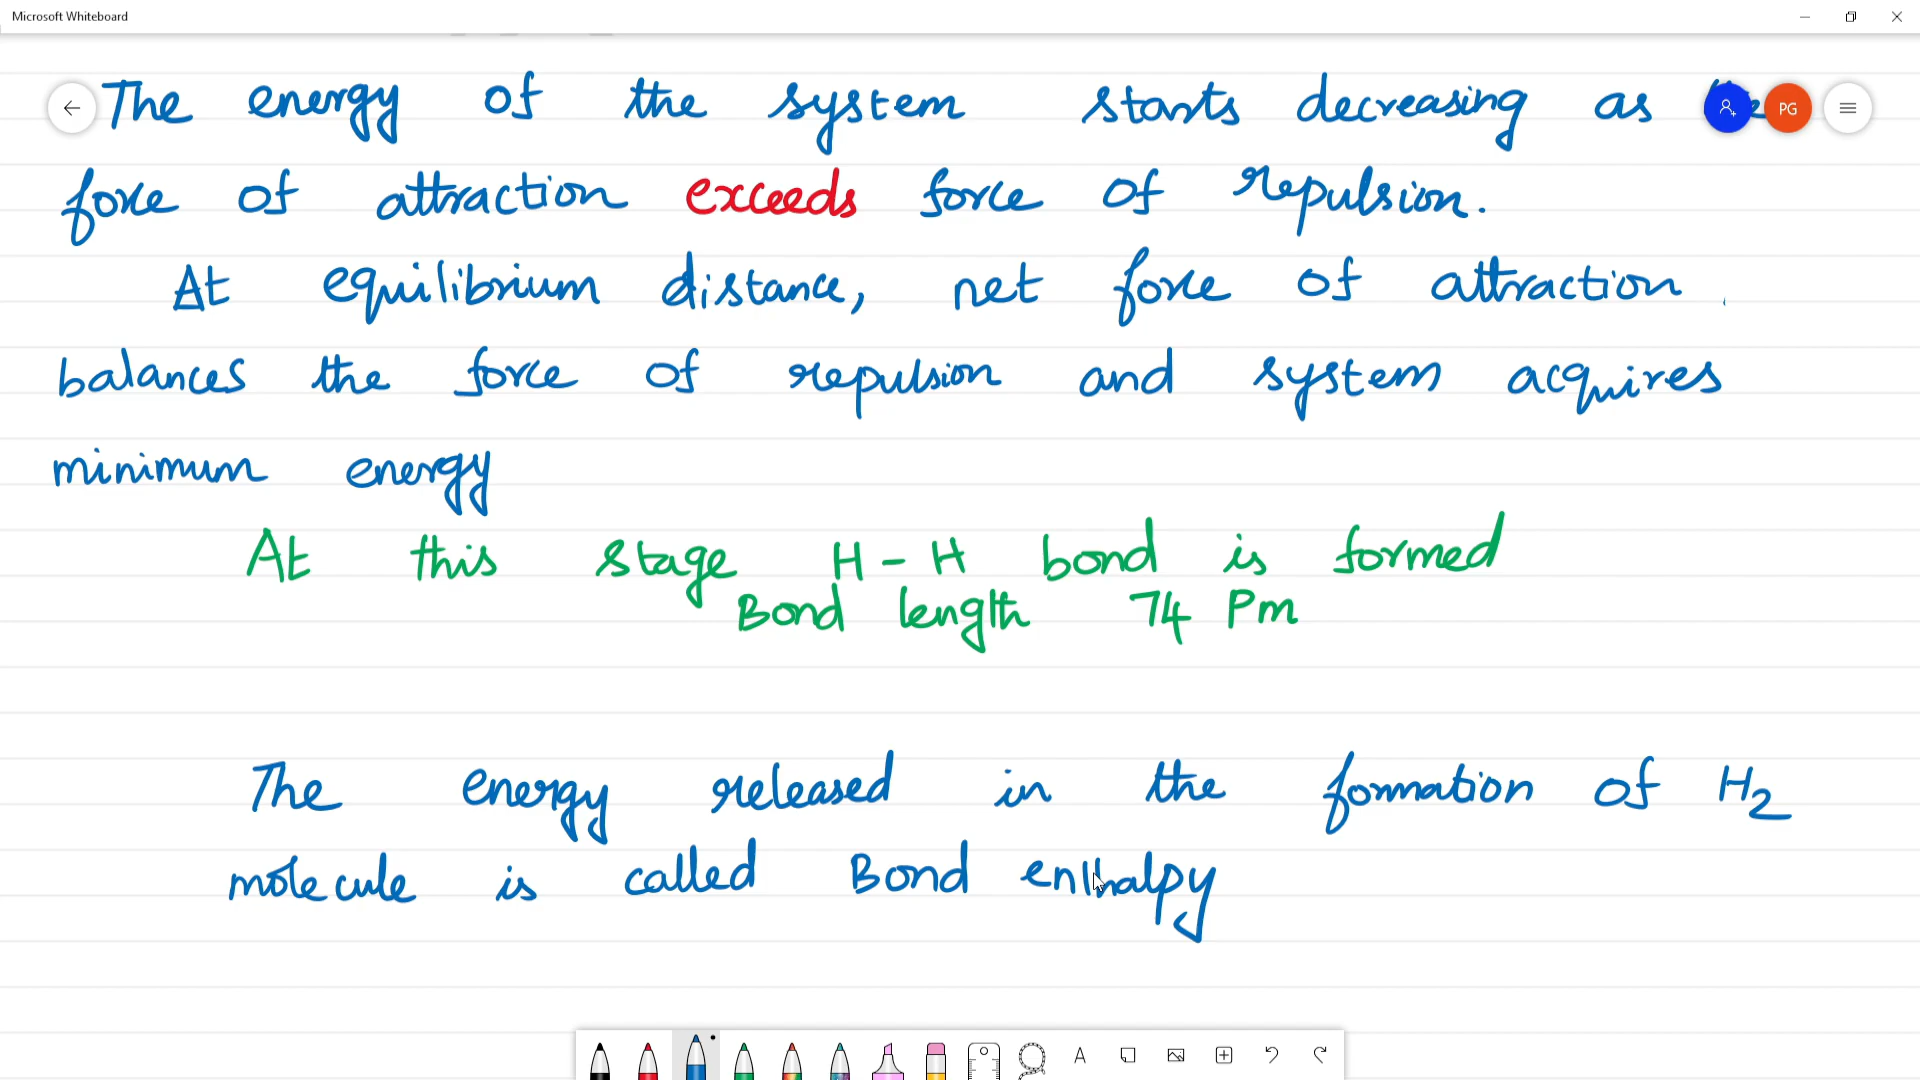 Microsoft Whiteboard
The energy of the system starts decreasing as
PG
force of attraction exceeds force of repulsion.
At equilibrium distance, net force of attraction
balances the force of repulsion and system acquires
minimum energy
At this stage H-H bond is formed
Bond length 74 Pm
The energy released in the formation of H2
molecule is called Bond enthalpy
A